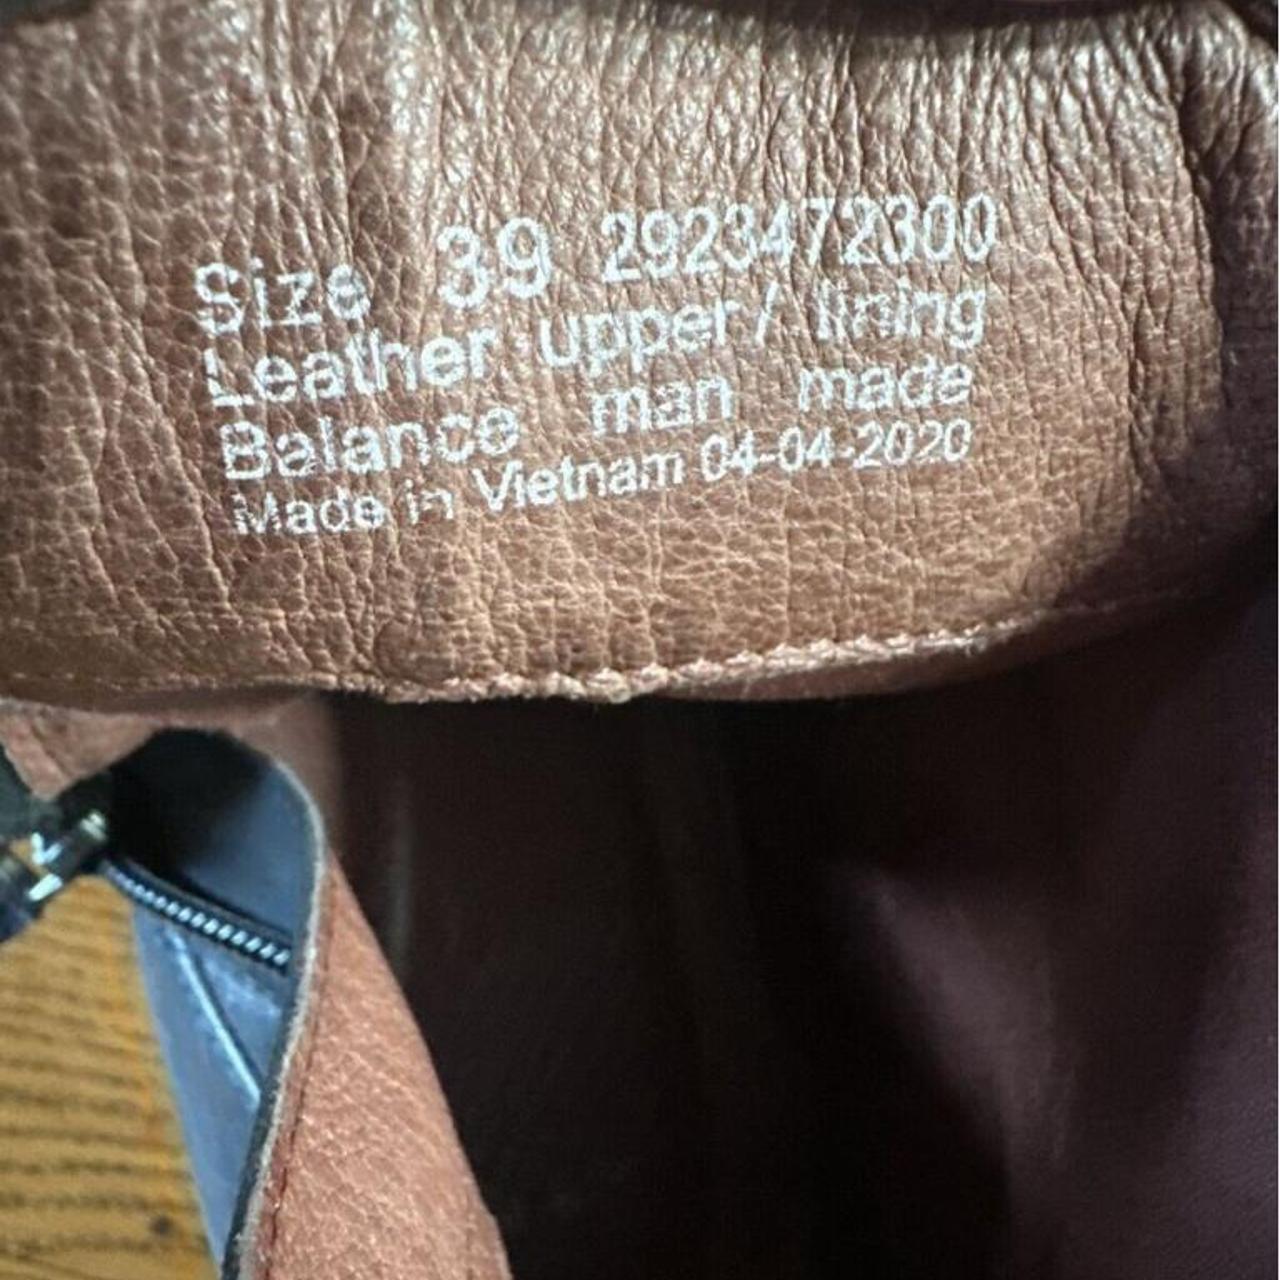 Size 39 2923472300
Leather upper/ lining
Balance man made
Made in Vietnam 04-04-2020